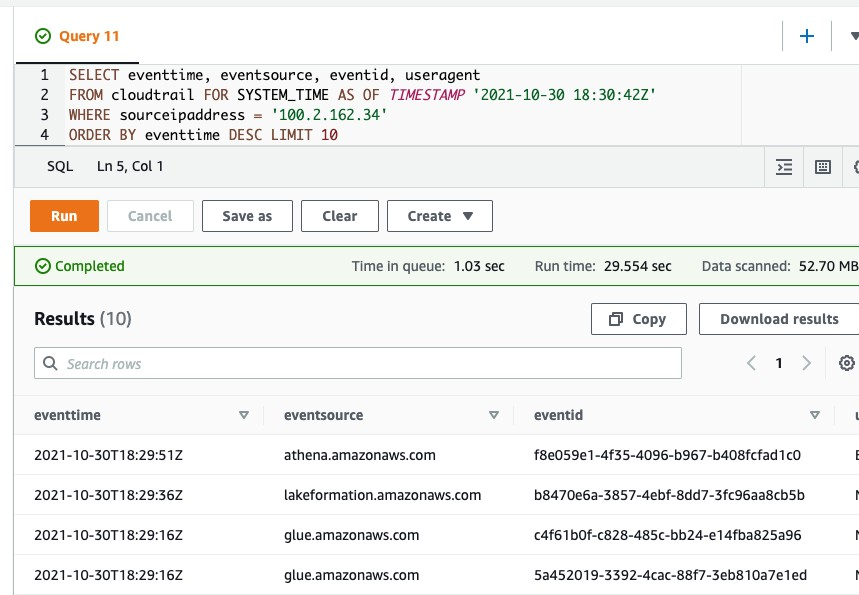 Query 11
1 SELECT eventtime, eventsource, eventid, useragent
2 FROM cloudtrail FOR SYSTEM_TIME AS OF TIMESTAMP '2021-10-30 18:30:42Z'
3 WHERE sourceipaddress = '100.2.162.34'
4 ORDER BY eventtime DESC LIMIT 10
SQL Ln 5, Col 1
Run Cancel Save as Clear Create
Completed Time in queue: 1.03 sec Run time: 29.554 sec Data scanned: 52.70 MB
Results (10) Copy Download results
Search rows 1
eventtime eventsource eventid
2021-10-30T18:29:51Z athena.amazonaws.com f8e059e1-4f35-4096-b967-b408fcfad1c0
2021-10-30T18:29:36Z lakeformation.amazonaws.com b8470e6a-3857-4ebf-8dd7-3fc96aa8cb5b
2021-10-30T18:29:16Z glue.amazonaws.com c4f61b0f-c828-485c-bb24-e14fba825a96
2021-10-30T18:29:16Z glue.amazonaws.com 5a452019-3392-4cac-88f7-3eb810a7e1ed